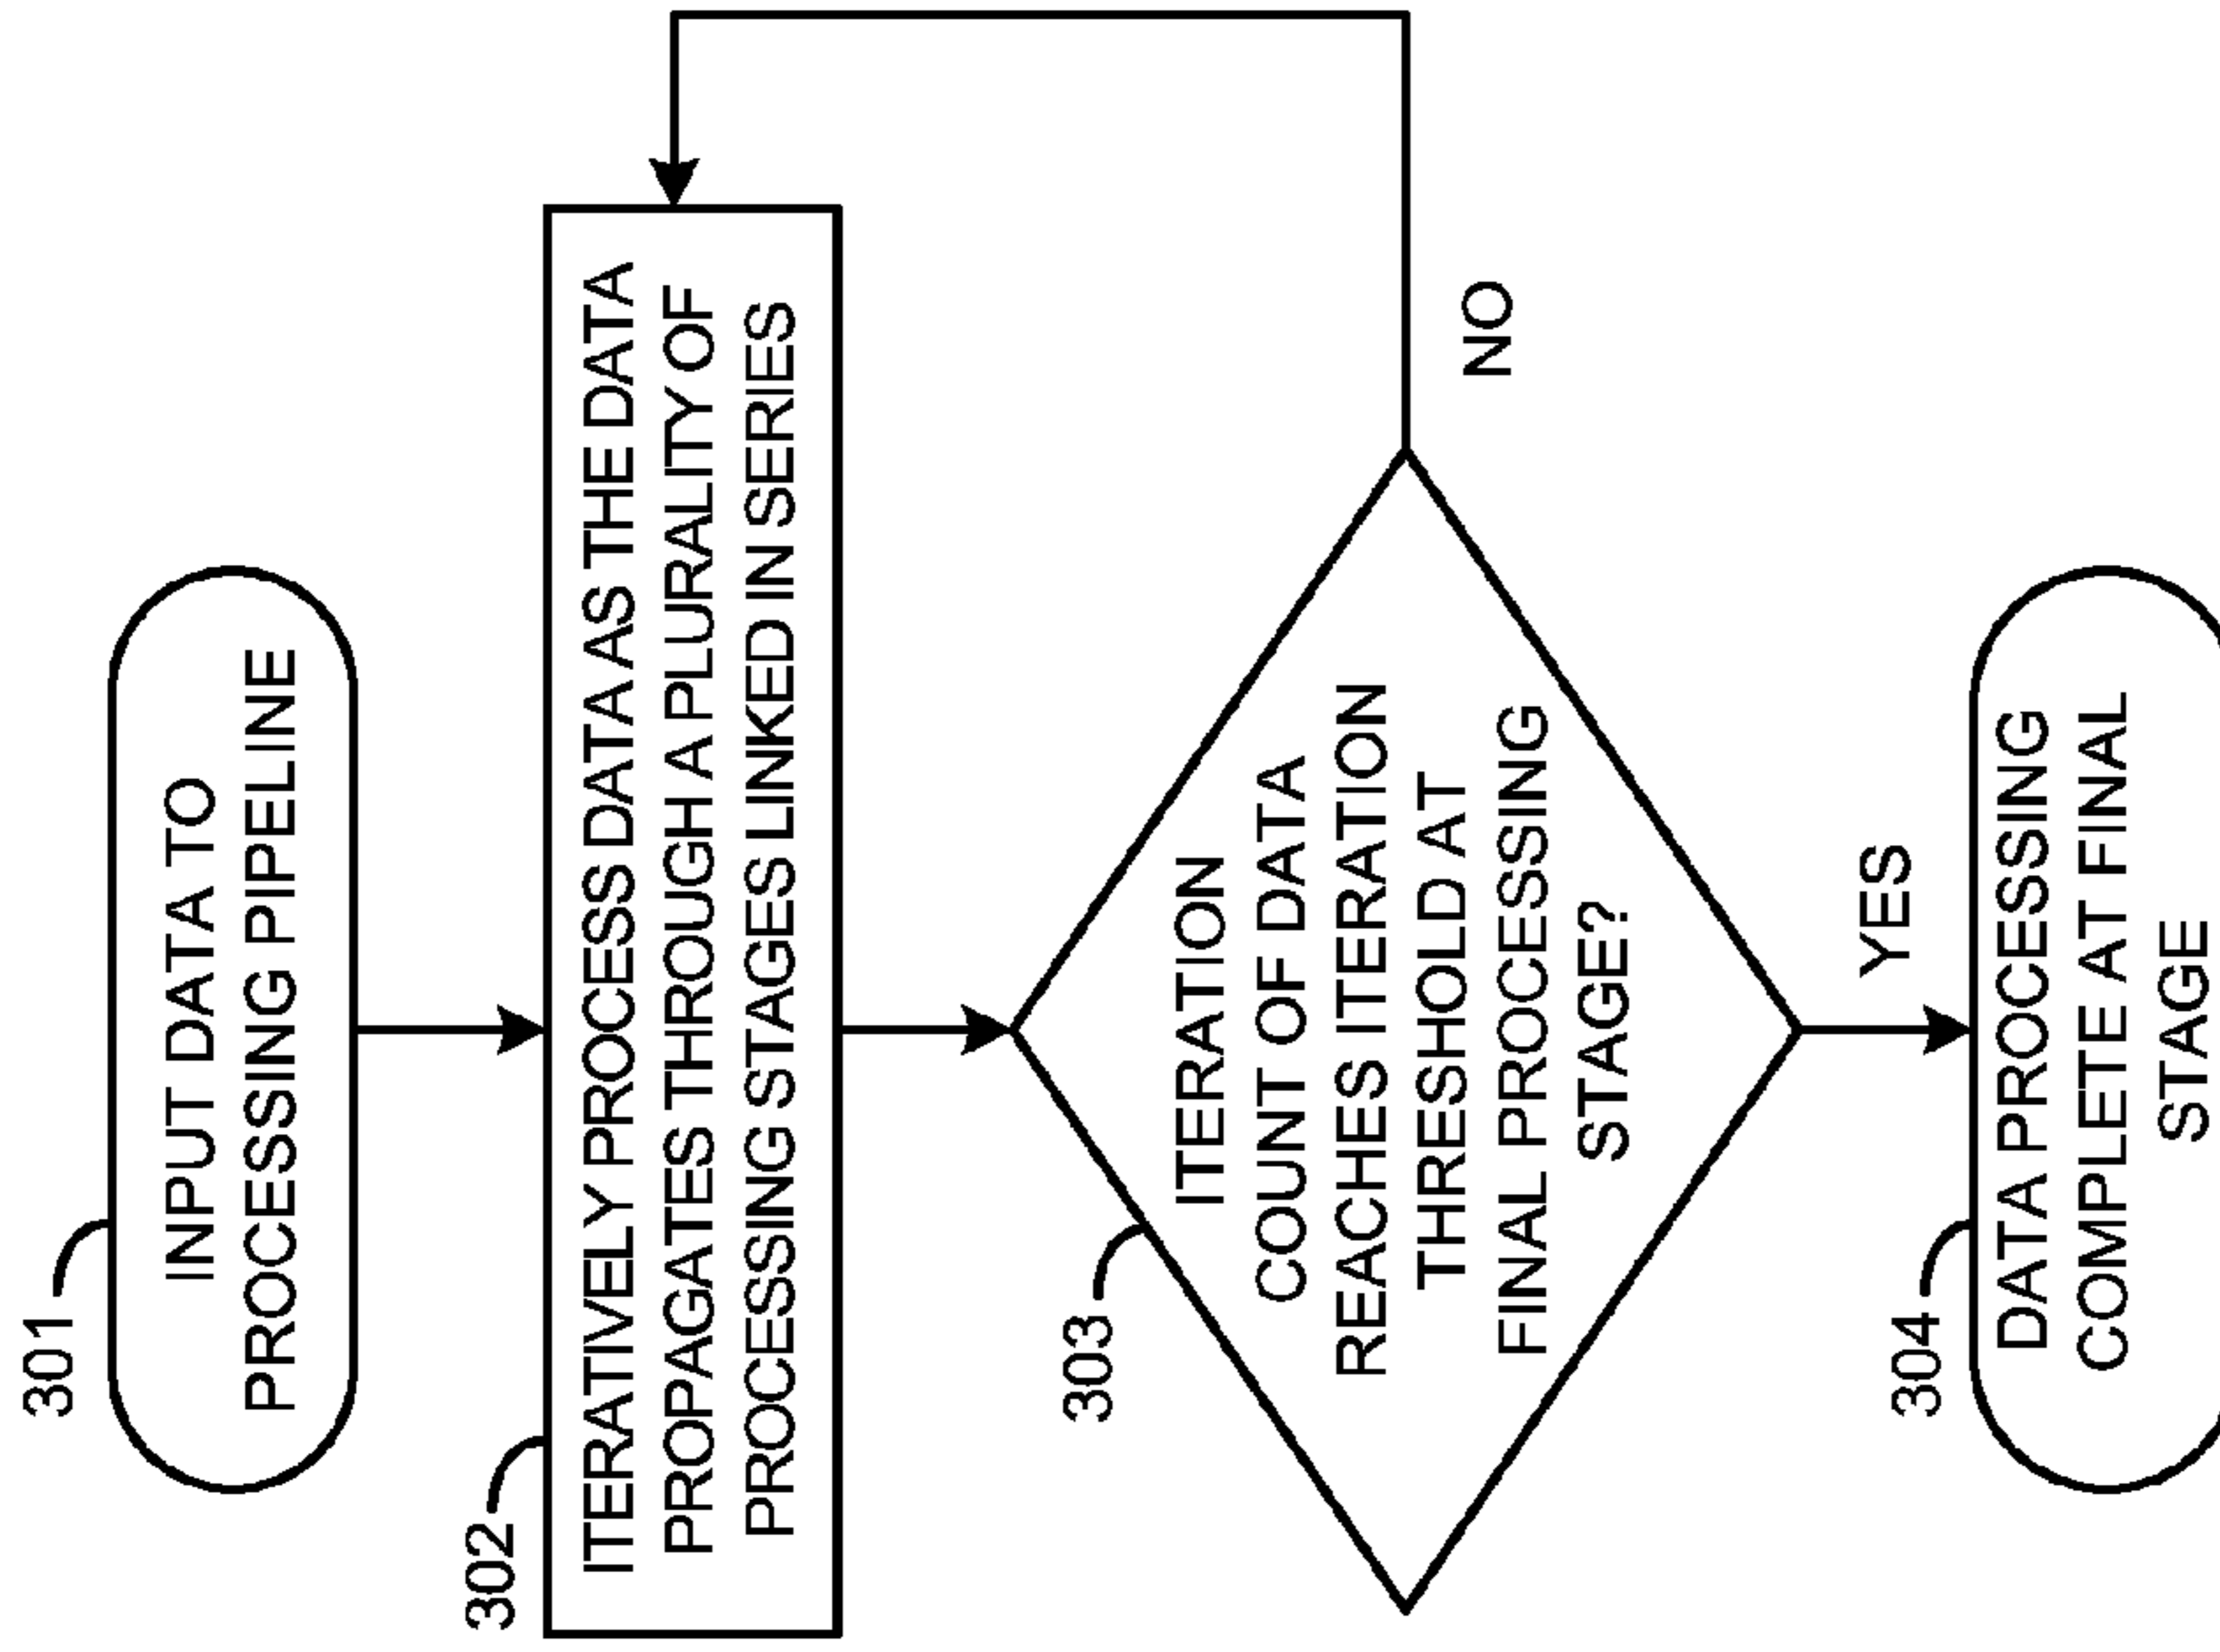 301
INPUT DATA TO
PROCESSING PIPELINE
302
ITERATIVELY PROCESS DATA AS THE DATA
PROPAGATES THROUGH A PLURALITY OF
PROCESSING STAGES LINKED IN SERIES
303
ITERATION
COUNT OF DATA
REACHES ITERATION
THRESHOLD AT
FINAL PROCESSING
STAGE?
NO
YES
304
DATA PROCESSING
COMPLETE AT FINAL
STAGE